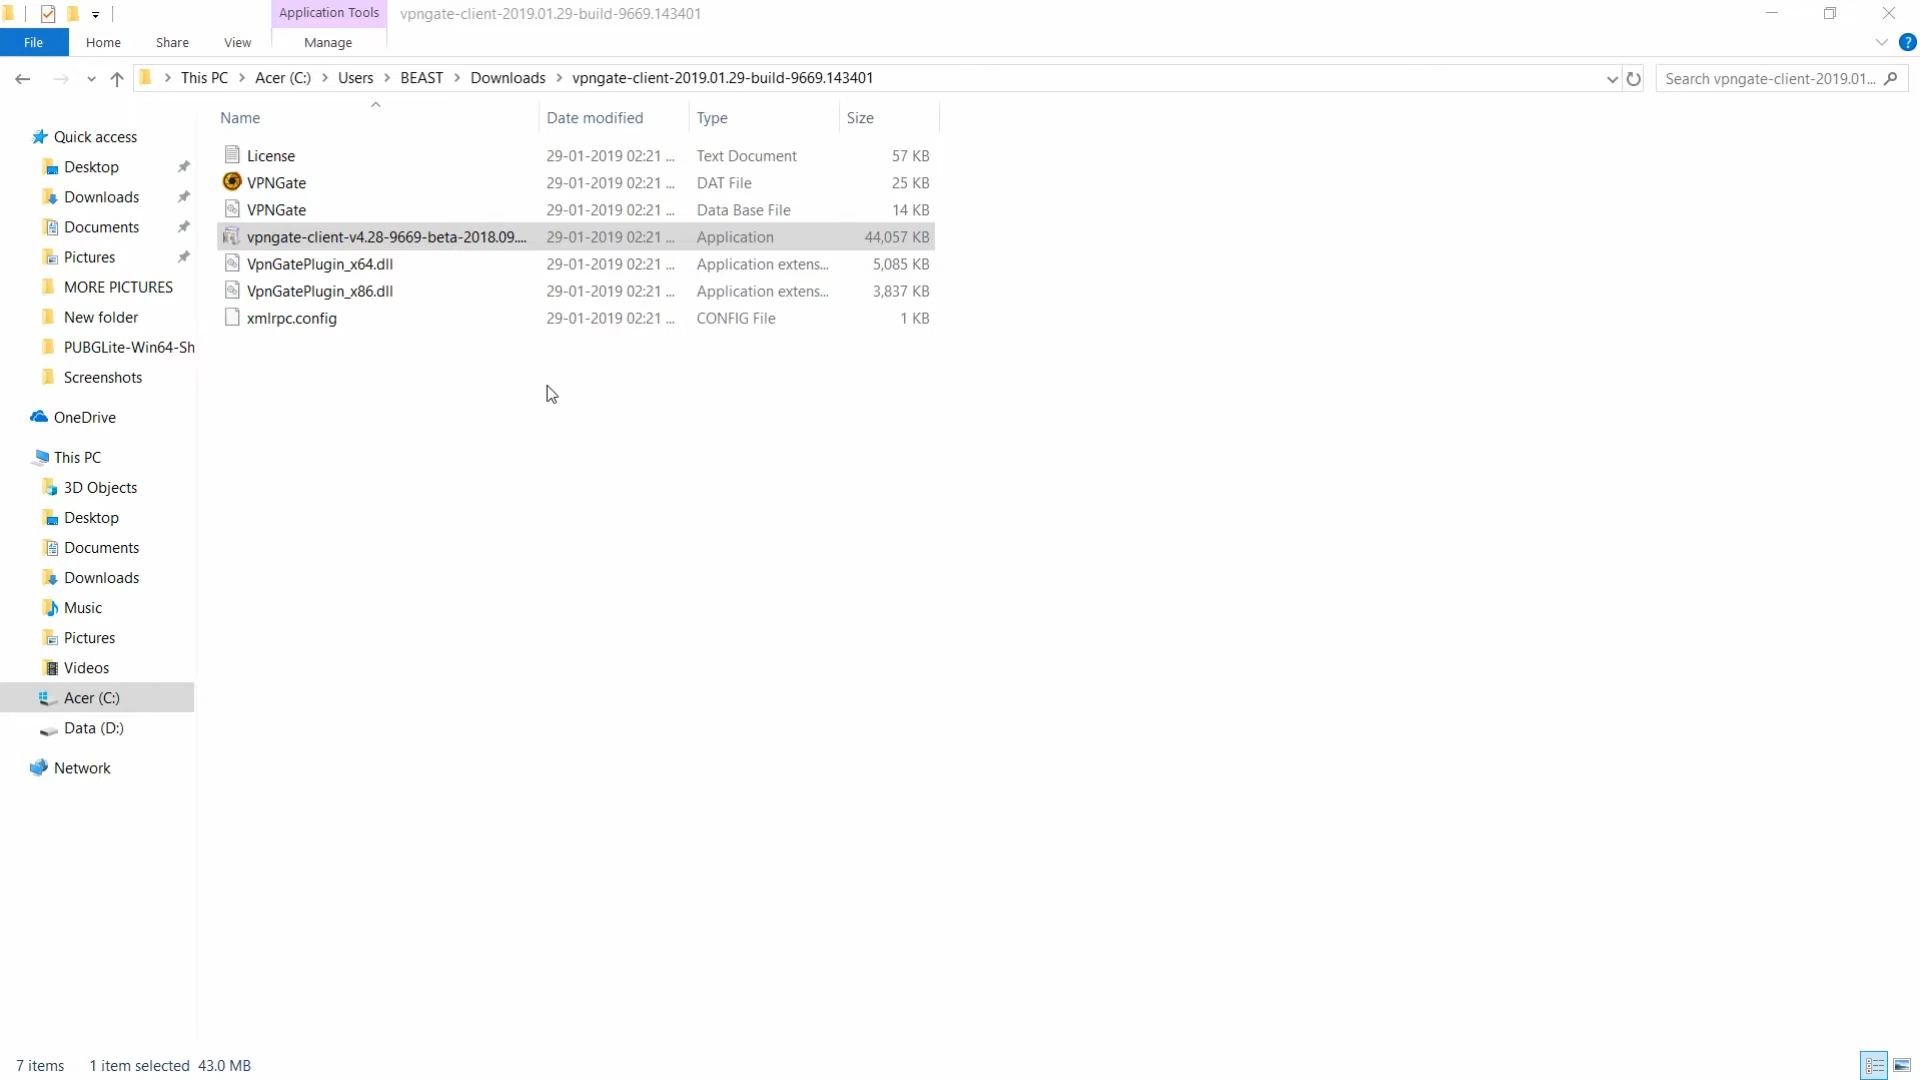 Application Tools vpngate-client-2019.01.29-build-9669.143401
File Home Share View Manage
This PC Acer (C:) Users BEAST Downloads vpngate-client-2019.01.29-build-9669.143401 Search vpngate-client-2019.01...
Name Date modified Type Size
License 29-01-2019 02:21 ... Text Document 57 KB
VPNGate 29-01-2019 02:21 ... DAT File 25 KB
VPNGate 29-01-2019 02:21 ... Data Base File 14 KB
vpngate-client-v4.28-9669-beta-2018.09.... 29-01-2019 02:21 ... Application 44,057 KB
VpnGatePlugin_x64.dll 29-01-2019 02:21 ... Application extens... 5,085 KB
VpnGatePlugin_x86.dll 29-01-2019 02:21 ... Application extens... 3,837 KB
xmlrpc.config 29-01-2019 02:21 ... CONFIG File 1 KB
Quick access
Desktop
Downloads
Documents
Pictures
MORE PICTURES
New folder
PUBGLite-Win64-Sh
Screenshots
OneDrive
This PC
3D Objects
Desktop
Documents
Downloads
Music
Pictures
Videos
Acer (C:)
Data (D:)
Network
7 items 1 item selected 43.0 MB